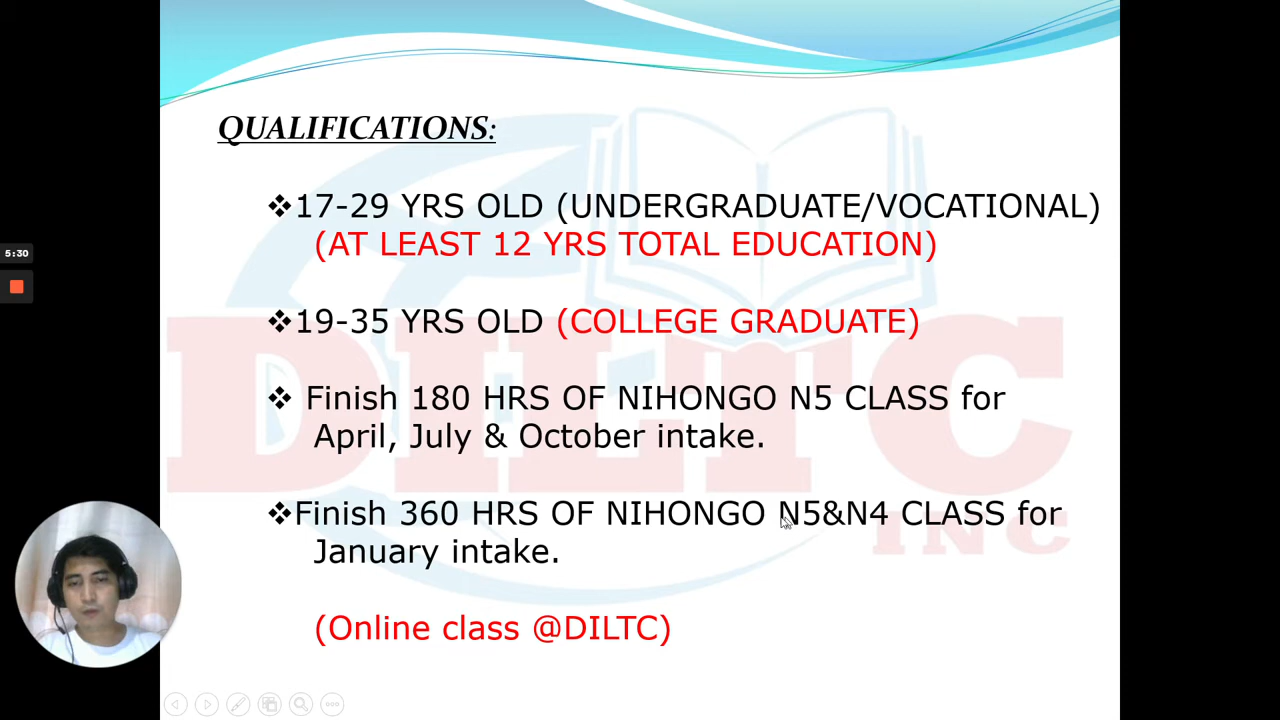 QUALIFICATIONS:
❖17-29 YRS OLD (UNDERGRADUATE/VOCATIONAL)
(AT LEAST 12 YRS TOTAL EDUCATION)
❖19-35 YRS OLD (COLLEGE GRADUATE)
❖ Finish 180 HRS OF NIHONGO N5 CLASS for
April, July & October intake.
❖Finish 360 HRS OF NIHONGO N5&N4 CLASS for
January intake.
(Online class @DILTC)
DILTC
INC
5:30